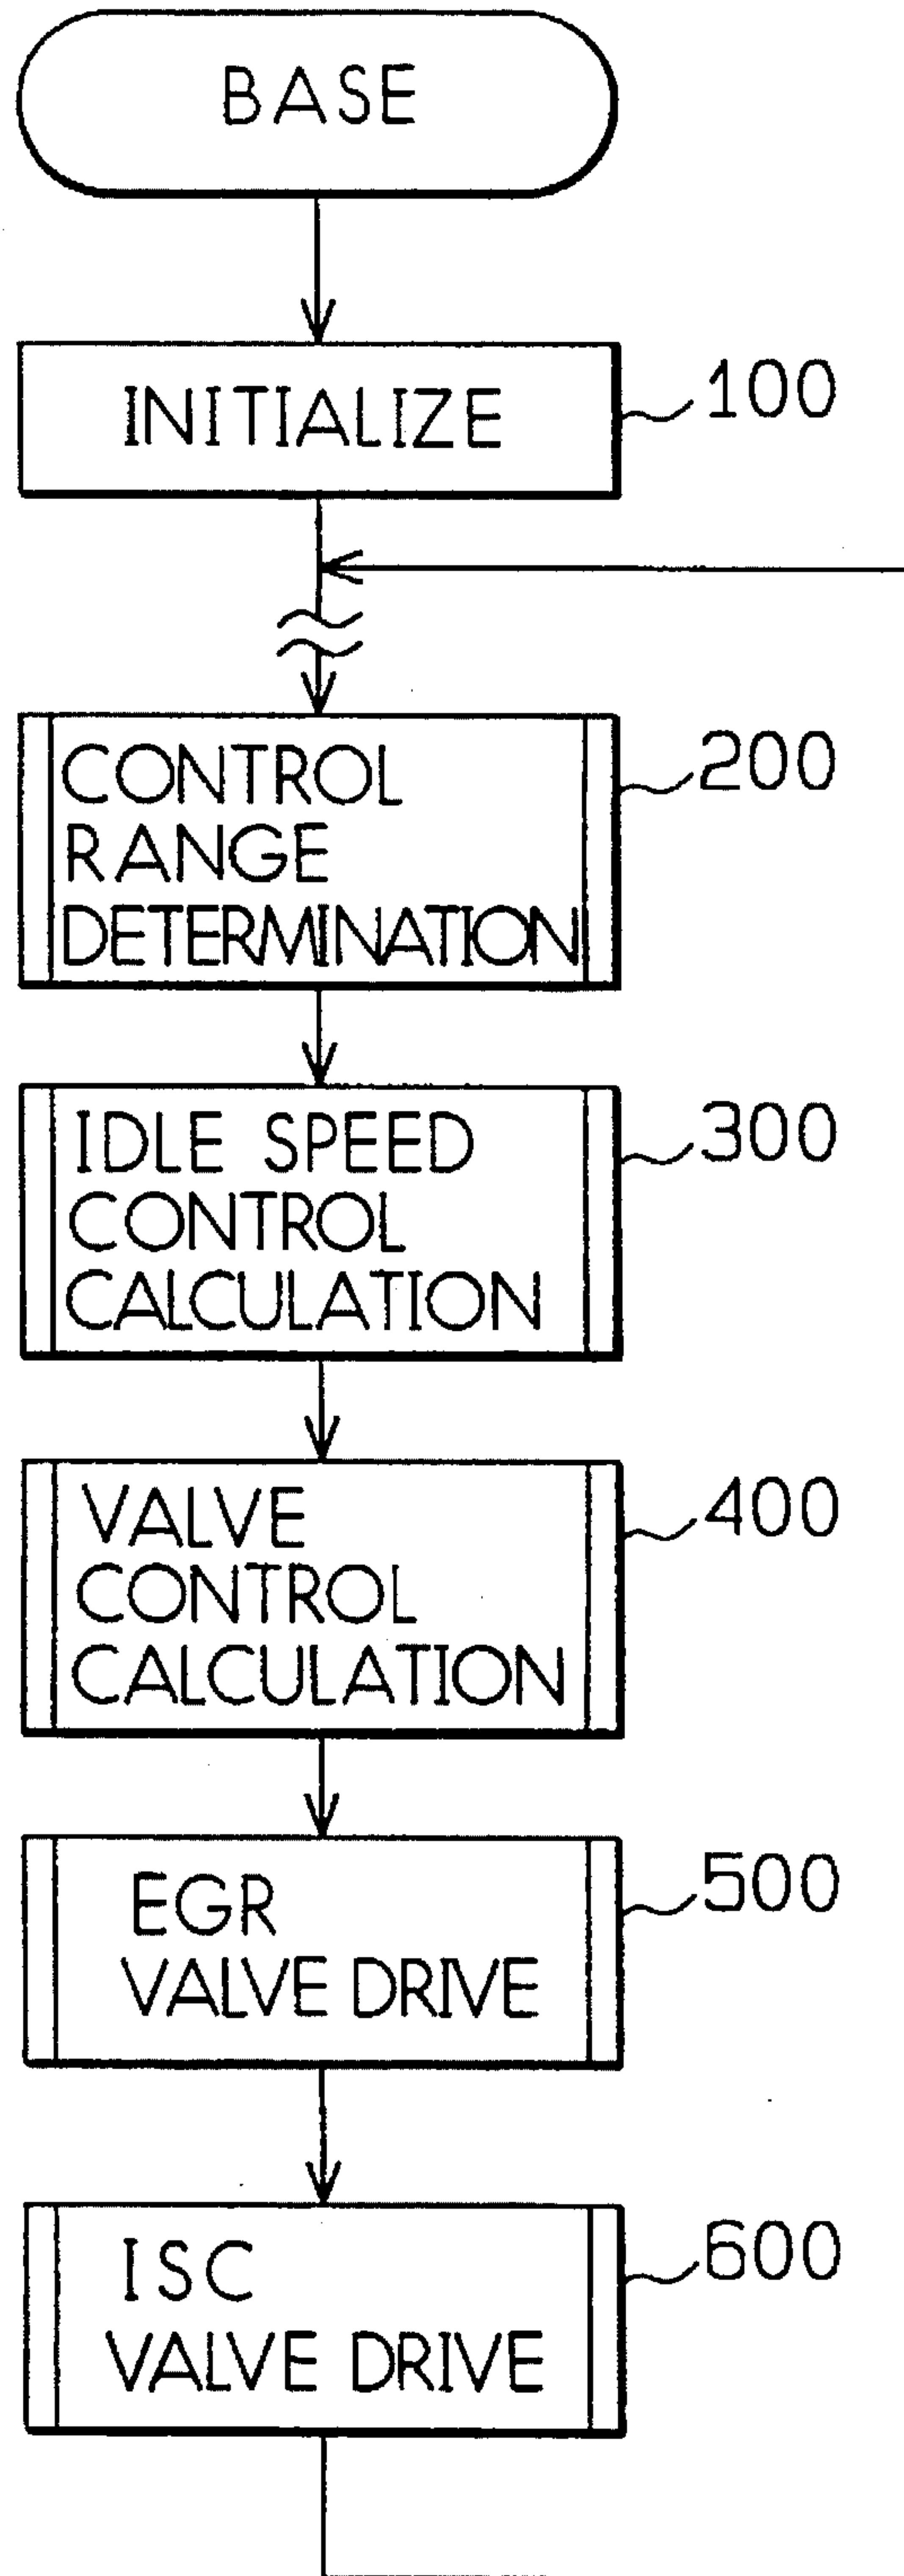 BASE
INITIALIZE
100
CONTROL
RANGE
DETERMINATION
200
IDLE SPEED
CONTROL
CALCULATION
300
VALVE
CONTROL
CALCULATION
400
EGR
VALVE DRIVE
500
ISC
VALVE DRIVE
600